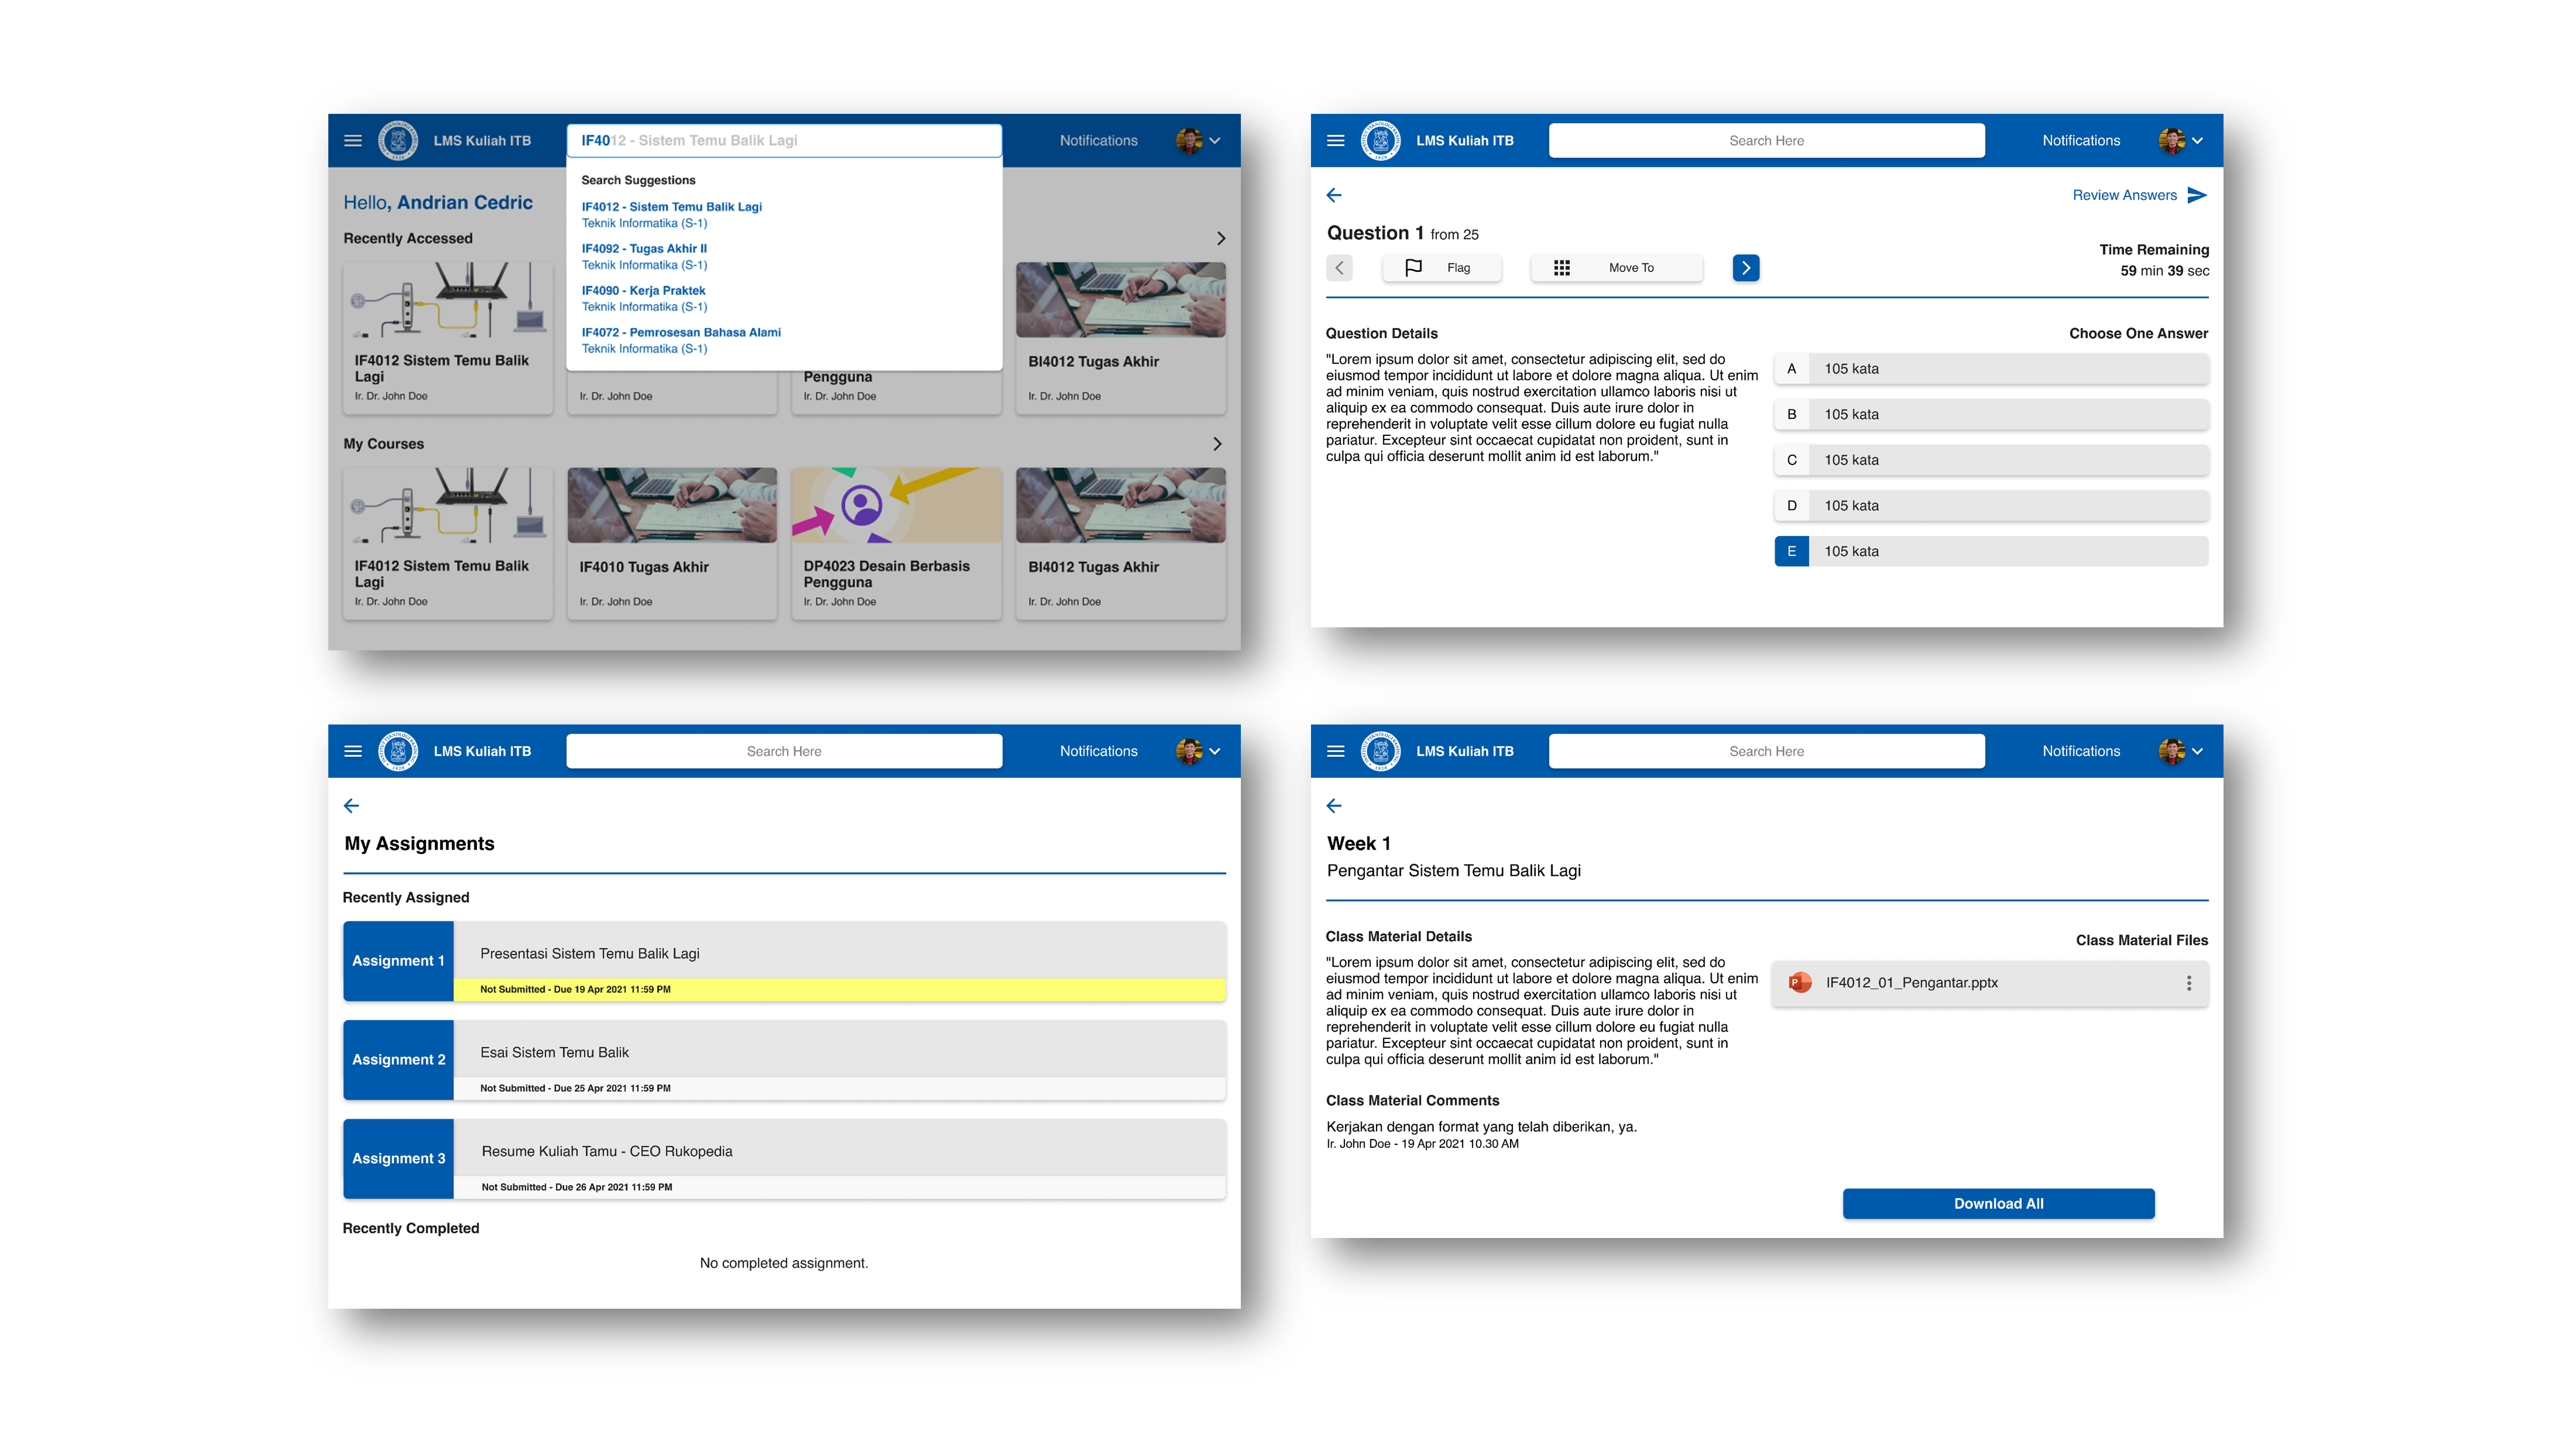 LMS Kuliah ITB
IF4012 - Sistem Temu Balik Lagi
Notifications
Search Suggestions
IF4012 - Sistem Temu Balik Lagi
Teknik Informatika (S-1)
IF4092 - Tugas Akhir II
Teknik Informatika (S-1)
IF4090 - Kerja Praktek
Teknik Informatika (S-1)
IF4072 - Pemrosesan Bahasa Alami
Teknik Informatika (S-1)
Hello, Andrian Cedric
Recently Accessed
IF4012 Sistem Temu Balik
Lagi
Ir. Dr. John Doe
Ir. Dr. John Doe
Pengguna
Ir. Dr. John Doe
BI4012 Tugas Akhir
Ir. Dr. John Doe
My Courses
IF4012 Sistem Temu Balik
Lagi
Ir. Dr. John Doe
IF4010 Tugas Akhir
Ir. Dr. John Doe
DP4023 Desain Berbasis
Pengguna
Ir. Dr. John Doe
BI4012 Tugas Akhir
Ir. Dr. John Doe
LMS Kuliah ITB
Search Here
Notifications
Review Answers
Question 1 from 25
Flag
Move To
Time Remaining
59 min 39 sec
Question Details
"Lorem ipsum dolor sit amet, consectetur adipiscing elit, sed do
eiusmod tempor incididunt ut labore et dolore magna aliqua. Ut enim
ad minim veniam, quis nostrud exercitation ullamco laboris nisi ut
aliquip ex ea commodo consequat. Duis aute irure dolor in
reprehenderit in voluptate velit esse cillum dolore eu fugiat nulla
pariatur. Excepteur sint occaecat cupidatat non proident, sunt in
culpa qui officia deserunt mollit anim id est laborum."
Choose One Answer
A 105 kata
B 105 kata
C 105 kata
D 105 kata
E 105 kata
LMS Kuliah ITB
Search Here
Notifications
My Assignments
Recently Assigned
Assignment 1
Presentasi Sistem Temu Balik Lagi
Not Submitted - Due 19 Apr 2021 11:59 PM
Assignment 2
Esai Sistem Temu Balik
Not Submitted - Due 25 Apr 2021 11:59 PM
Assignment 3
Resume Kuliah Tamu - CEO Rukopedia
Not Submitted - Due 26 Apr 2021 11:59 PM
Recently Completed
No completed assignment.
LMS Kuliah ITB
Search Here
Notifications
Week 1
Pengantar Sistem Temu Balik Lagi
Class Material Details
"Lorem ipsum dolor sit amet, consectetur adipiscing elit, sed do
eiusmod tempor incididunt ut labore et dolore magna aliqua. Ut enim
ad minim veniam, quis nostrud exercitation ullamco laboris nisi ut
aliquip ex ea commodo consequat. Duis aute irure dolor in
reprehenderit in voluptate velit esse cillum dolore eu fugiat nulla
pariatur. Excepteur sint occaecat cupidatat non proident, sunt in
culpa qui officia deserunt mollit anim id est laborum."
Class Material Comments
Kerjakan dengan format yang telah diberikan, ya.
Ir. John Doe - 19 Apr 2021 10.30 AM
Class Material Files
P
IF4012_01_Pengantar.pptx
Download All